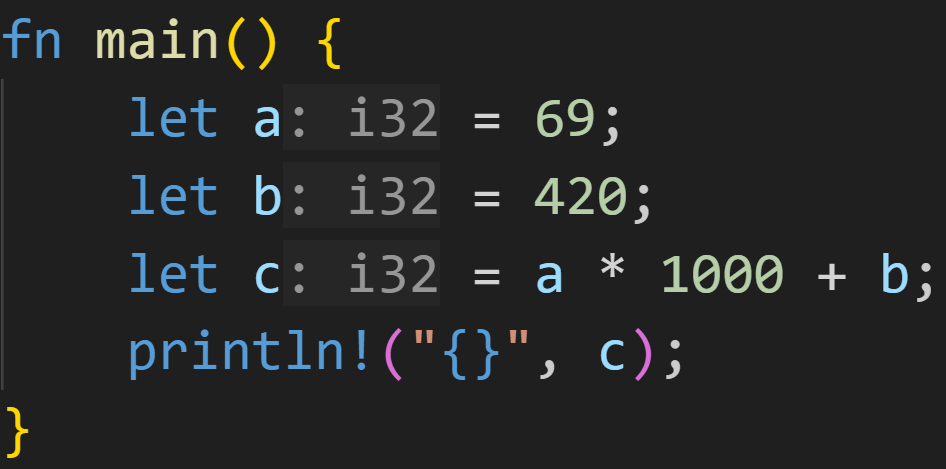 fn main() {
    let a: i32 = 69;
    let b: i32 = 420;
    let c: i32 = a * 1000 + b;
    println!("{}", c);
}